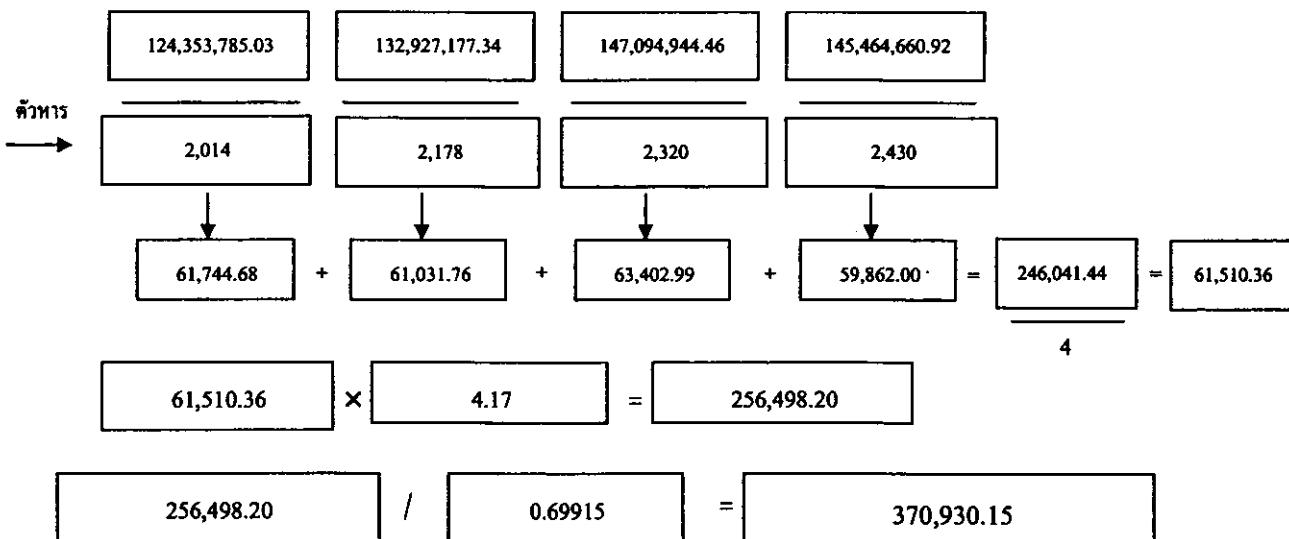 124,353,785.03 132,927,177.34 147,094,944.46 145,464,660.92
ตัวหาร
2,014 2,178 2,320 2,430
61,744.68 + 61,031.76 + 63,402.99 + 59,862.00 = 246,041.44 = 61,510.36
4
61,510.36 × 4.17 = 256,498.20
256,498.20 / 0.69915 = 370,930.15